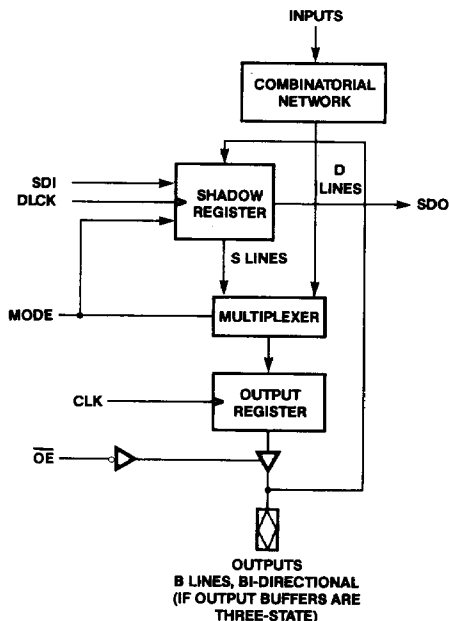 INPUTS
COMBINATORIAL
NETWORK
D
LINES
SDI
DLCK
SHADOW
REGISTER
SDO
S LINES
MODE
MULTIPLEXER
CLK
OUTPUT
REGISTER
OE
OUTPUTS
B LINES, BI-DIRECTIONAL
(IF OUTPUT BUFFERS ARE
THREE-STATE)